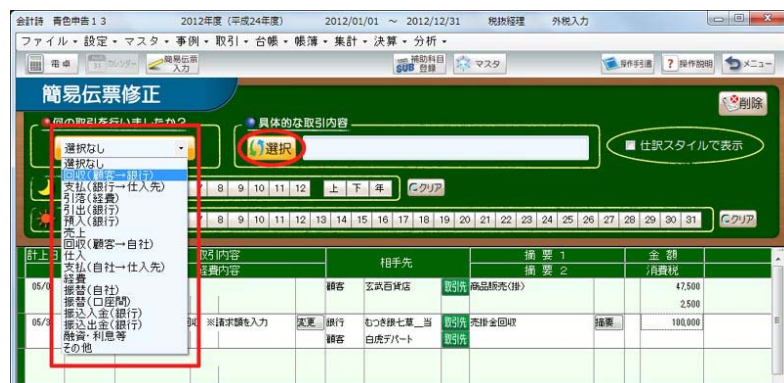 会計詩 青色申告13 2012年度(平成24年度) 2012/01/01 ～ 2012/12/31 税抜経理 外税入力
ファイル・設定・マスタ・事例・取引・台帳・帳簿・集計・決算・分析・
電卓 カレンダー 簡易伝票入力 SUB 補助科目登録 マスタ 操作手引書 ? 操作説明 メニュー
簡易伝票修正
削除
何の取引を行いましたか?
具体的な取引内容
選択なし
選択
仕訳スタイルで表示
選択なし
回収(顧客→銀行)
支払(銀行→仕入先)
引落(経費)
引出(銀行)
預入(銀行)
売上
回収(顧客→自社)
仕入
支払(自社→仕入先)
経費
振替(自社)
振替(口座間)
振込入金(銀行)
振込出金(銀行)
融資・利息等
その他
8 9 10 11 12 上 下 年 クリア
8 9 10 11 12 13 14 15 16 17 18 19 20 21 22 23 24 25 26 27 28 29 30 31 クリア
計上日 取引内容 相手先 摘要1 金額
経費内容 摘要2 消費税
05/0 顧客 玄武百貨店 取引先 商品販売(掛) 47,500
2,500
05/3 ※請求額を入力 変更 銀行 むつき銀七草__当 取引先 売掛金回収 摘要 100,000
顧客 白虎デパート 取引先